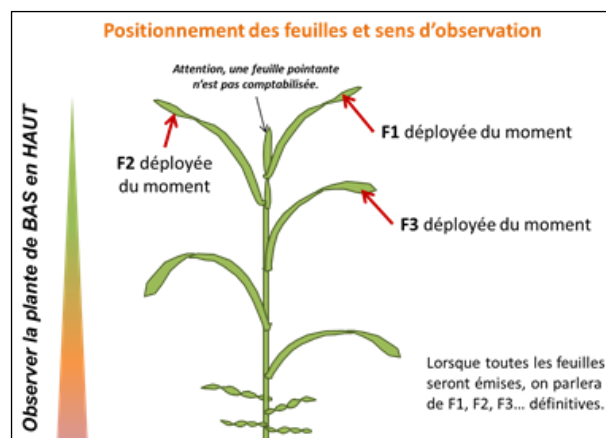 Positionnement des feuilles et sens d'observation
Attention, une feuille pointante
n'est pas comptabilisée.
F1 déployée du moment
F2 déployée
du moment
F3 déployée du moment
Observer la plante de BAS en HAUT
Lorsque toutes les feuilles
seront émises, on parlera
de F1, F2, F3... définitives.